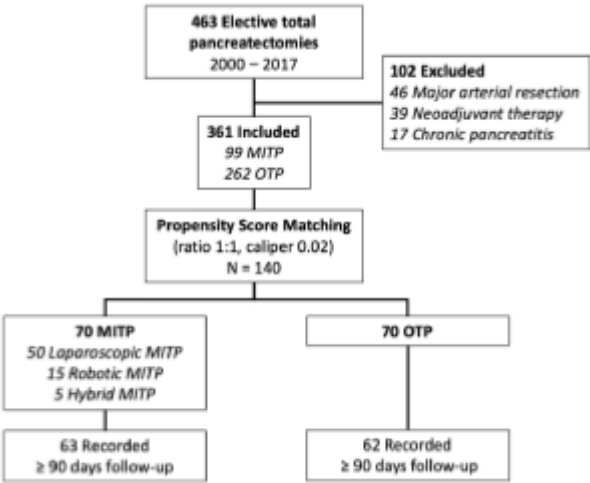 463 Elective total
pancreatectomies
2000 – 2017
102 Excluded
46 Major arterial resection
39 Neoadjuvant therapy
17 Chronic pancreatitis
361 Included
99 MITP
262 OTP
Propensity Score Matching
(ratio 1:1, caliper 0.02)
N = 140
70 MITP
50 Laparoscopic MITP
15 Robotic MITP
5 Hybrid MITP
70 OTP
63 Recorded
≥ 90 days follow-up
62 Recorded
≥ 90 days follow-up